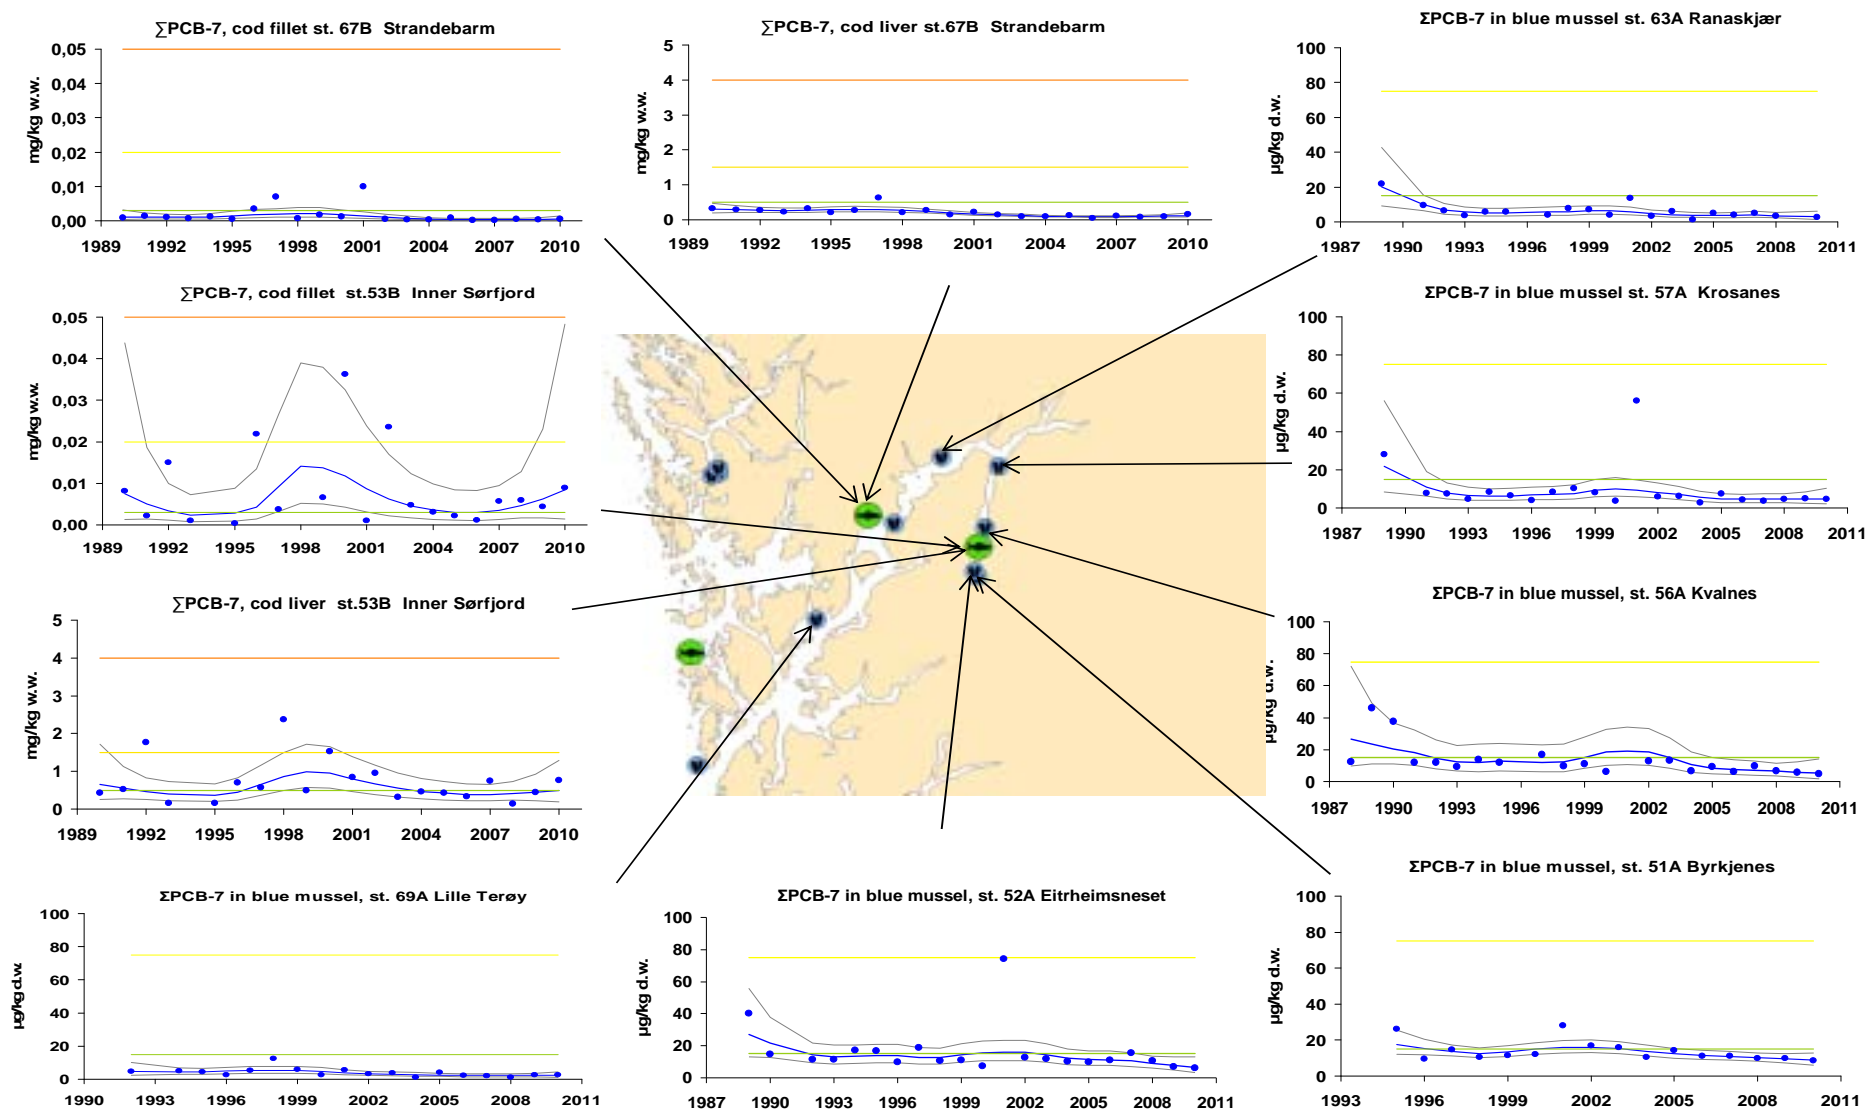 ∑PCB-7, cod fillet st. 67B Strandebarm
mg/kg w.w.
0,05
0,04
0,03
0,02
0,01
0,00
1989 1992 1995 1998 2001 2004 2007 2010
∑PCB-7, cod liver st.67B Strandebarm
mg/kg w.w.
5
4
3
2
1
0
1989 1992 1995 1998 2001 2004 2007 2010
ΣPCB-7 in blue mussel st. 63A Ranaskjær
µg/kg d.w.
100
80
60
40
20
0
1987 1990 1993 1996 1999 2002 2005 2008 2011
∑PCB-7, cod fillet st.53B Inner Sørfjord
mg/kg w.w.
0,05
0,04
0,03
0,02
0,01
0,00
1989 1992 1995 1998 2001 2004 2007 2010
ΣPCB-7 in blue mussel st. 57A Krosanes
µg/kg d.w.
100
80
60
40
20
0
1987 1990 1993 1996 1999 2002 2005 2008 2011
∑PCB-7, cod liver st.53B Inner Sørfjord
mg/kg w.w.
5
4
3
2
1
0
1989 1992 1995 1998 2001 2004 2007 2010
ΣPCB-7 in blue mussel, st. 56A Kvalnes
µg/kg d.w.
100
80
60
40
20
0
1987 1990 1993 1996 1999 2002 2005 2008 2011
ΣPCB-7 in blue mussel, st. 69A Lille Terøy
µg/kg d.w.
100
80
60
40
20
0
1990 1993 1996 1999 2002 2005 2008 2011
ΣPCB-7 in blue mussel, st. 52A Eitrheimsneset
µg/kg d.w.
100
80
60
40
20
0
1987 1990 1993 1996 1999 2002 2005 2008 2011
ΣPCB-7 in blue mussel, st. 51A Byrkjenes
µg/kg d.w.
100
80
60
40
20
0
1993 1995 1997 1999 2001 2003 2005 2007 2009 2011